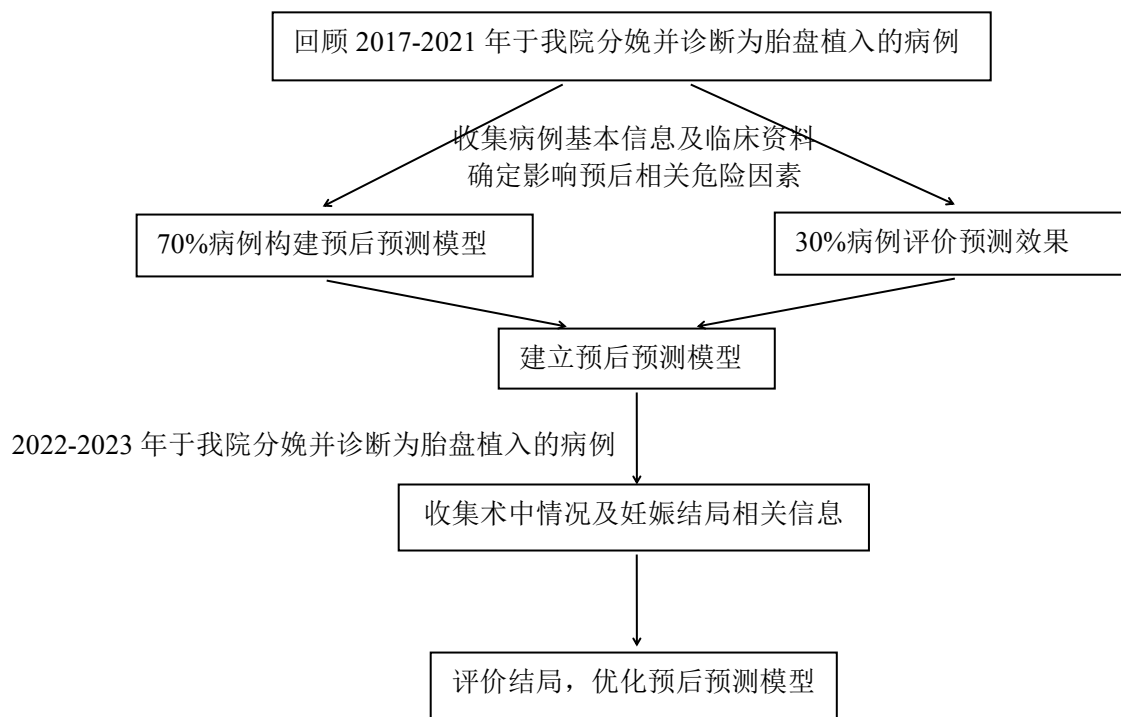 回顾 2017-2021 年于我院分娩并诊断为胎盘植入的病例
收集病例基本信息及临床资料
确定影响预后相关危险因素
70%病例构建预后预测模型
30%病例评价预测效果
建立预后预测模型
2022-2023 年于我院分娩并诊断为胎盘植入的病例
收集术中情况及妊娠结局相关信息
评价结局，优化预后预测模型